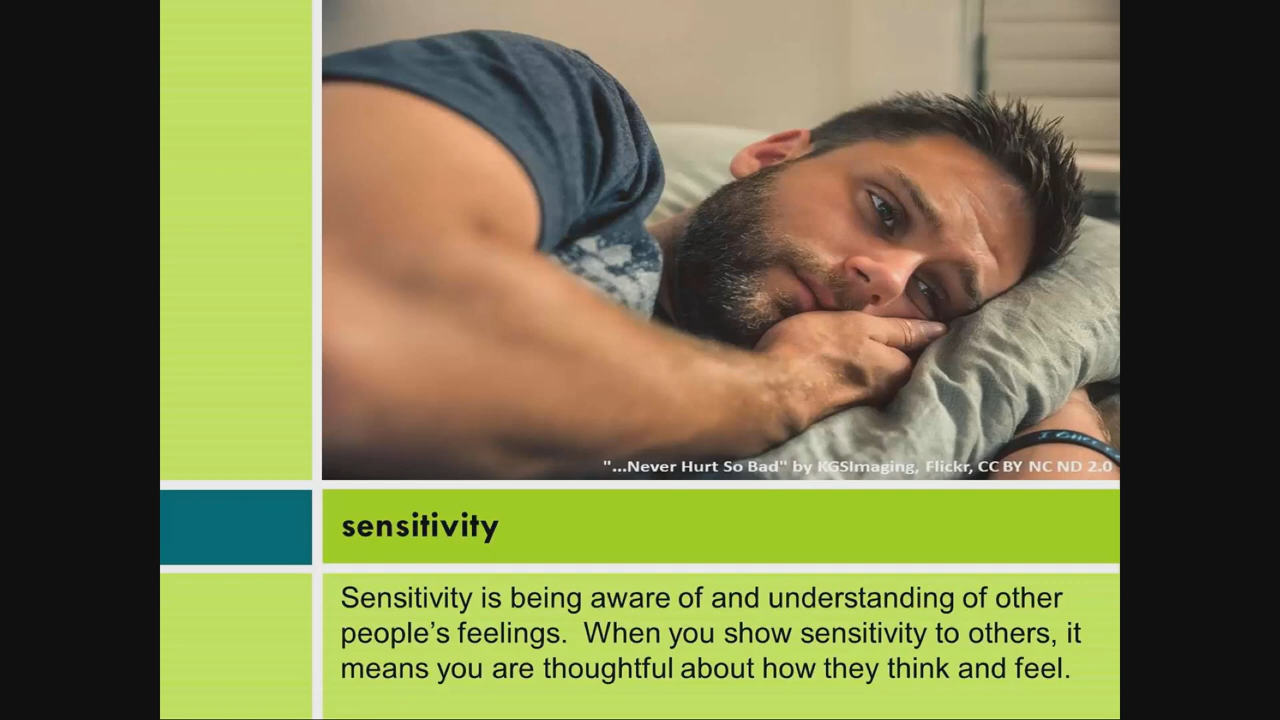 "...Never Hurt So Bad" by KGSImaging, Flickr, CC BY NC ND 2.0
sensitivity
Sensitivity is being aware of and understanding of other
people’s feelings.  When you show sensitivity to others, it
means you are thoughtful about how they think and feel.